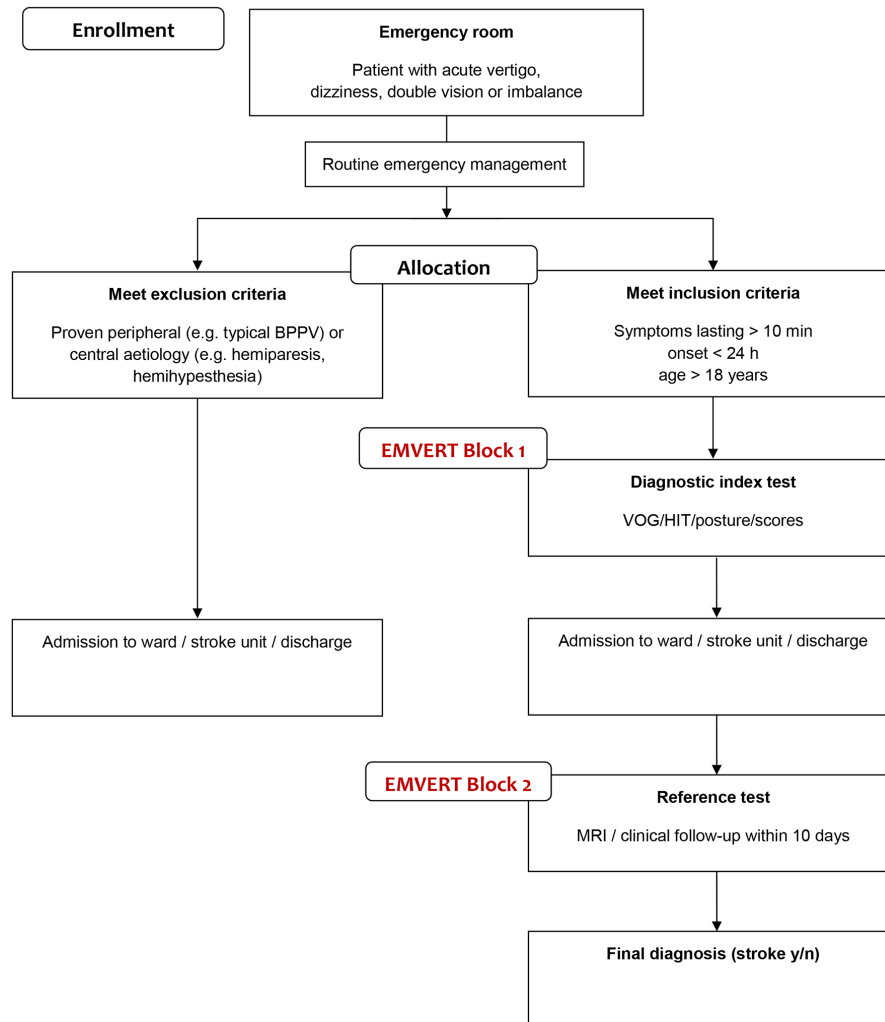 Enrollment
Emergency room
Patient with acute vertigo,
dizziness, double vision or imbalance
Routine emergency management
Allocation
Meet exclusion criteria
Proven peripheral (e.g. typical BPPV) or
central aetiology (e.g. hemiparesis,
hemihypesthesia)
Meet inclusion criteria
Symptoms lasting > 10 min
onset < 24 h
age > 18 years
EMVERT Block 1
Diagnostic index test
VOG/HIT/posture/scores
Admission to ward / stroke unit / discharge
Admission to ward / stroke unit / discharge
EMVERT Block 2
Reference test
MRI / clinical follow-up within 10 days
Final diagnosis (stroke y/n)